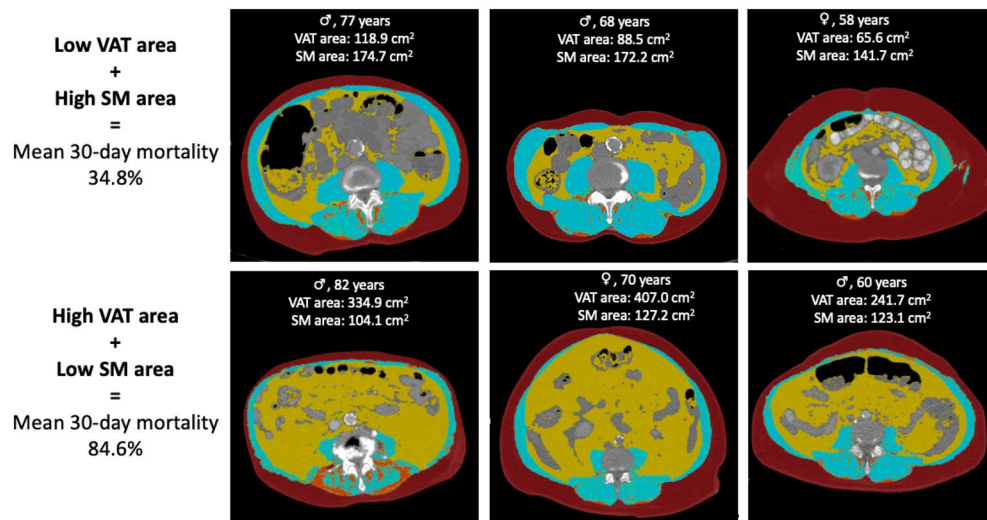 Low VAT area
+
High SM area
=
Mean 30-day mortality
34.8%
♂, 77 years
VAT area: 118.9 cm²
SM area: 174.7 cm²
♂, 68 years
VAT area: 88.5 cm²
SM area: 172.2 cm²
♀, 58 years
VAT area: 65.6 cm²
SM area: 141.7 cm²
High VAT area
+
Low SM area
=
Mean 30-day mortality
84.6%
♂, 82 years
VAT area: 334.9 cm²
SM area: 104.1 cm²
♀, 70 years
VAT area: 407.0 cm²
SM area: 127.2 cm²
♂, 60 years
VAT area: 241.7 cm²
SM area: 123.1 cm²